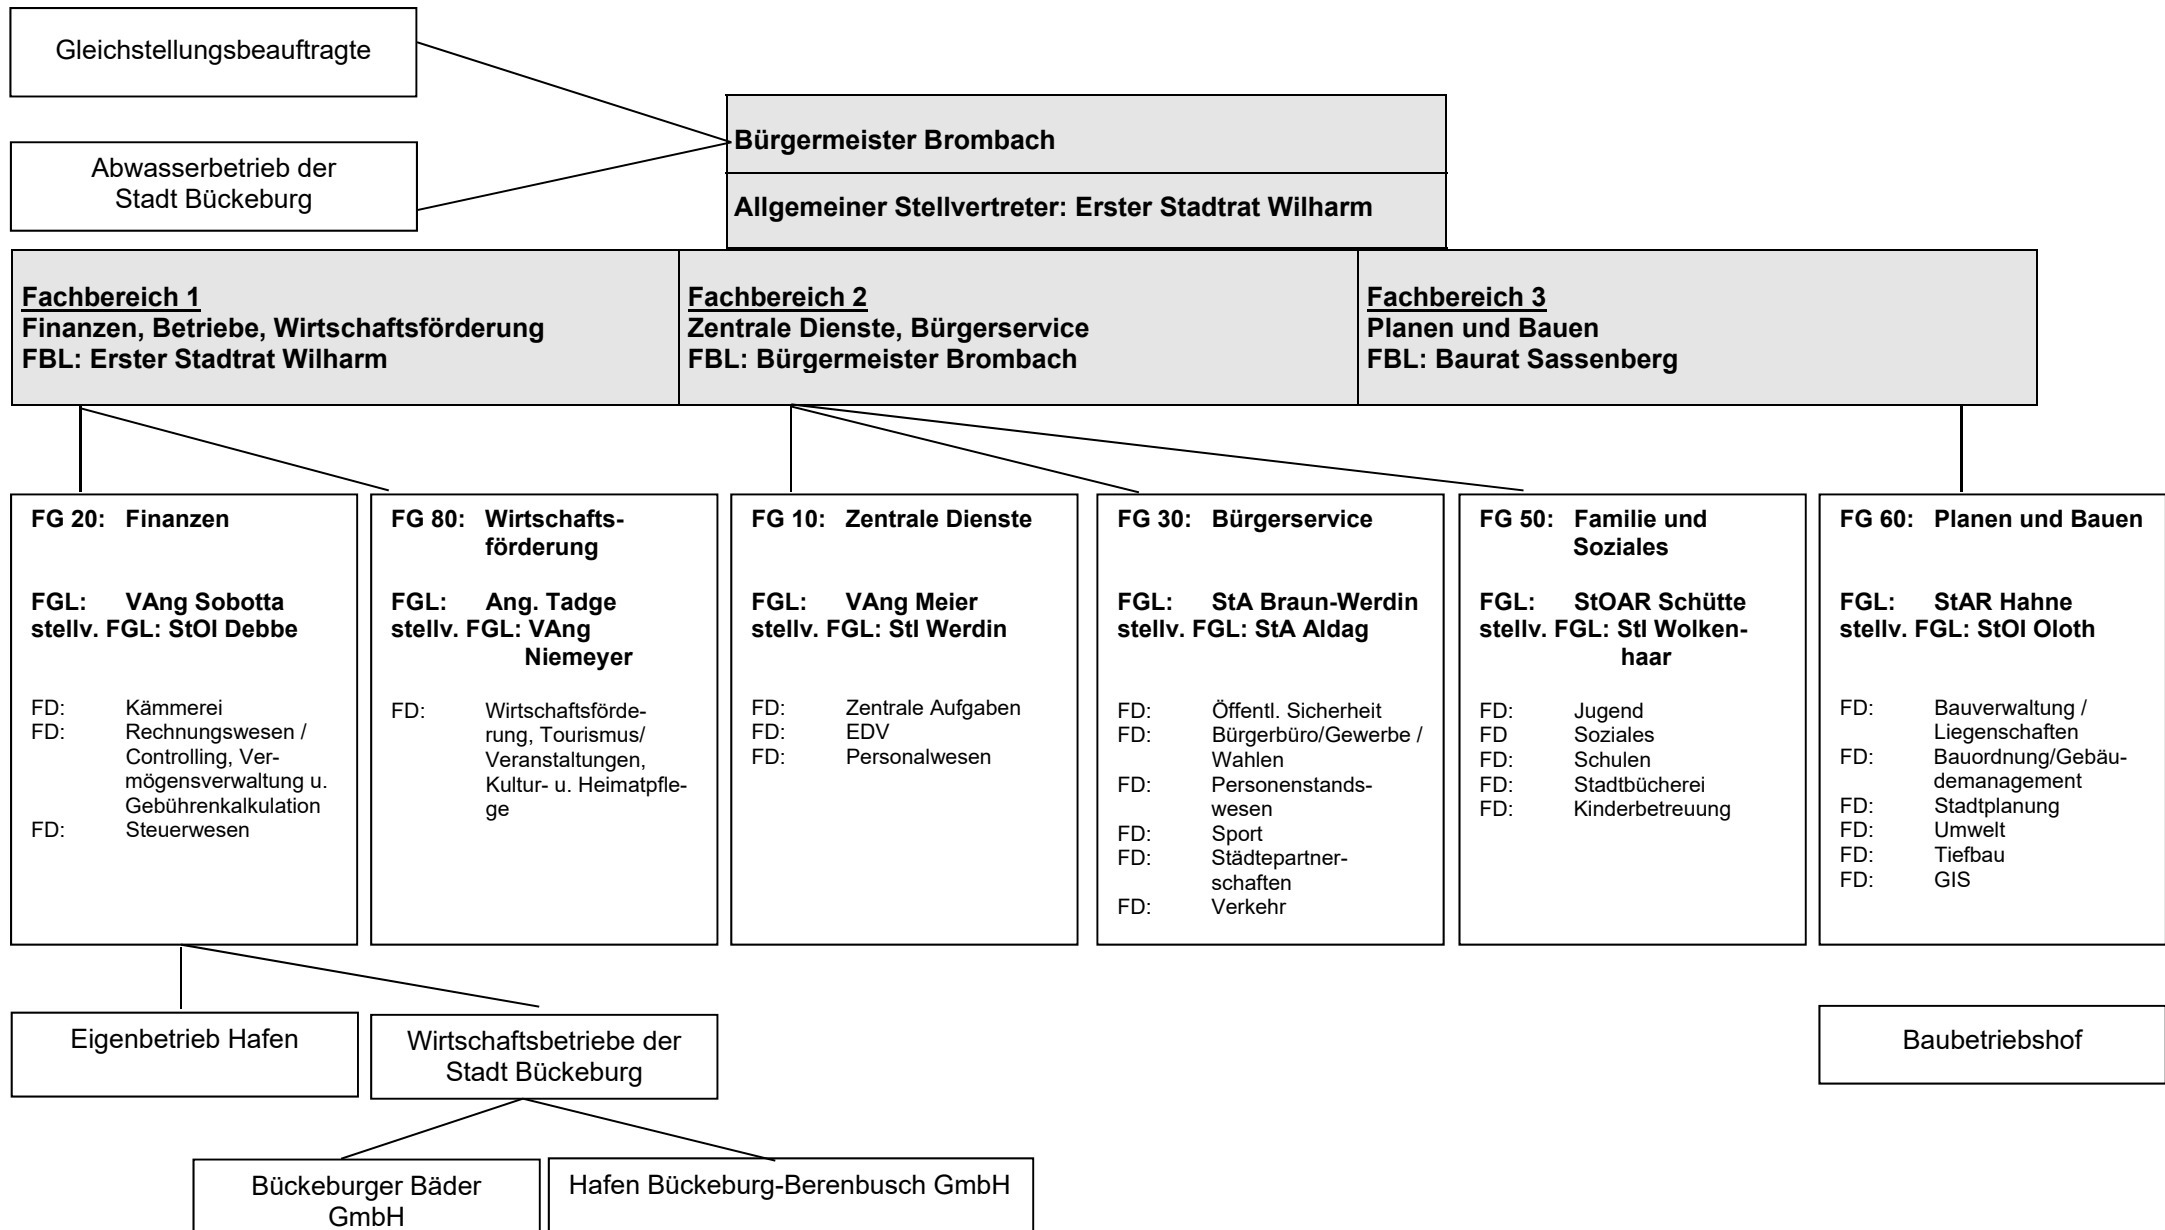 Gleichstellungsbeauftragte
Abwasserbetrieb der
Stadt Bückeburg
Bürgermeister Brombach
Allgemeiner Stellvertreter: Erster Stadtrat Wilharm
Fachbereich 1
Finanzen, Betriebe, Wirtschaftsförderung
FBL: Erster Stadtrat Wilharm
Fachbereich 2
Zentrale Dienste, Bürgerservice
FBL: Bürgermeister Brombach
Fachbereich 3
Planen und Bauen
FBL: Baurat Sassenberg
FG 20: Finanzen
FGL: VAng Sobotta
stellv. FGL: StOI Debbe
FD: Kämmerei
FD: Rechnungswesen /
Controlling, Ver-
mögensverwaltung u.
Gebührenkalkulation
FD: Steuerwesen
FG 80: Wirtschafts-
förderung
FGL: Ang. Tadge
stellv. FGL: VAng
Niemeyer
FD: Wirtschaftsförde-
rung, Tourismus/
Veranstaltungen,
Kultur- u. Heimatpfle-
ge
FG 10: Zentrale Dienste
FGL: VAng Meier
stellv. FGL: StI Werdin
FD: Zentrale Aufgaben
FD: EDV
FD: Personalwesen
FG 30: Bürgerservice
FGL: StA Braun-Werdin
stellv. FGL: StA Aldag
FD: Öffentl. Sicherheit
FD: Bürgerbüro/Gewerbe /
Wahlen
FD: Personenstands-
wesen
FD: Sport
FD: Städtepartner-
schaften
FD: Verkehr
FG 50: Familie und
Soziales
FGL: StOAR Schütte
stellv. FGL: StI Wolken-
haar
FD: Jugend
FD Soziales
FD: Schulen
FD: Stadtbücherei
FD: Kinderbetreuung
FG 60: Planen und Bauen
FGL: StAR Hahne
stellv. FGL: StOI Oloth
FD: Bauverwaltung /
Liegenschaften
FD: Bauordnung/Gebäu-
demanagement
FD: Stadtplanung
FD: Umwelt
FD: Tiefbau
FD: GIS
Eigenbetrieb Hafen
Wirtschaftsbetriebe der
Stadt Bückeburg
Baubetriebshof
Bückeburger Bäder
GmbH
Hafen Bückeburg-Berenbusch GmbH